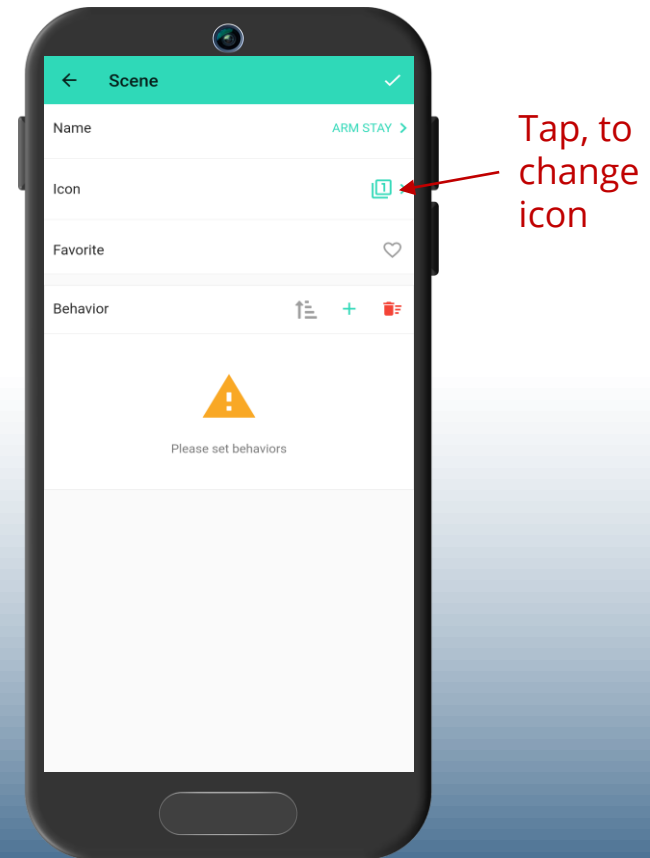 Scene
Name ARM STAY
Tap, to
change
icon
Icon 1
Favorite
Behavior
Please set behaviors